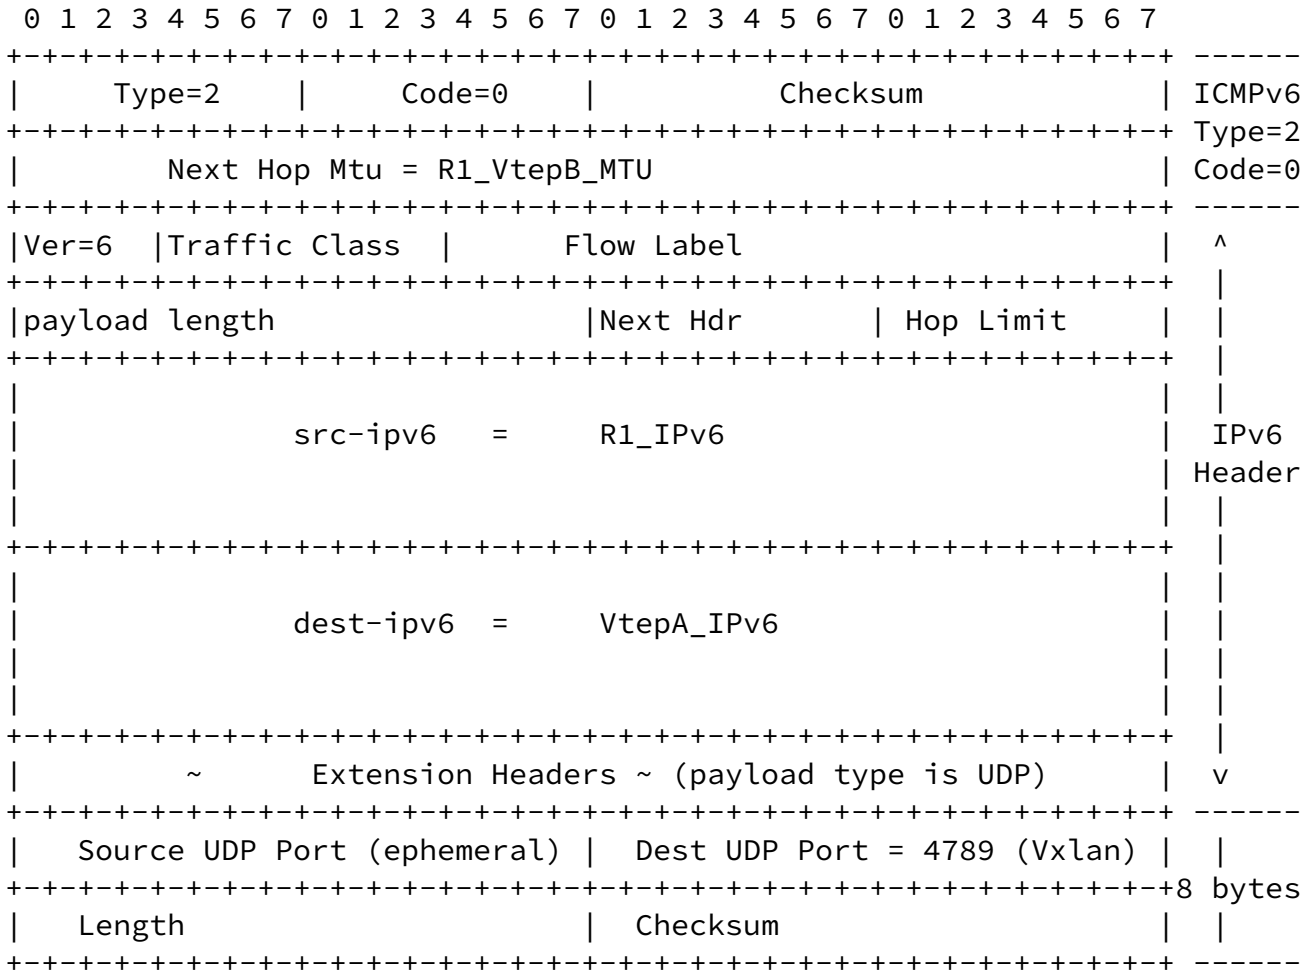 0 1 2 3 4 5 6 7 0 1 2 3 4 5 6 7 0 1 2 3 4 5 6 7 0 1 2 3 4 5 6 7
+-+-+-+-+-+-+-+-+-+-+-+-+-+-+-+-+-+-+-+-+-+-+-+-+-+-+-+-+-+-+-+-+ ------
|     Type=2    |     Code=0    |          Checksum             | ICMPv6
+-+-+-+-+-+-+-+-+-+-+-+-+-+-+-+-+-+-+-+-+-+-+-+-+-+-+-+-+-+-+-+-+ Type=2
|        Next Hop Mtu = R1_VtepB_MTU                            | Code=0
+-+-+-+-+-+-+-+-+-+-+-+-+-+-+-+-+-+-+-+-+-+-+-+-+-+-+-+-+-+-+-+-+ ------
|Ver=6  |Traffic Class  |      Flow Label                       |  ^
+-+-+-+-+-+-+-+-+-+-+-+-+-+-+-+-+-+-+-+-+-+-+-+-+-+-+-+-+-+-+-+-+  |
|payload length                 |Next Hdr       | Hop Limit     |  |
+-+-+-+-+-+-+-+-+-+-+-+-+-+-+-+-+-+-+-+-+-+-+-+-+-+-+-+-+-+-+-+-+  |
|                                                               |  |
|               src-ipv6   =     R1_IPv6                        |  IPv6
|                                                               | Header
|                                                               |  |
+-+-+-+-+-+-+-+-+-+-+-+-+-+-+-+-+-+-+-+-+-+-+-+-+-+-+-+-+-+-+-+-+  |
|                                                               |  |
|               dest-ipv6  =     VtepA_IPv6                     |  |
|                                                               |  |
|                                                               |  |
+-+-+-+-+-+-+-+-+-+-+-+-+-+-+-+-+-+-+-+-+-+-+-+-+-+-+-+-+-+-+-+-+  |
|         ~      Extension Headers ~ (payload type is UDP)      |  v
+-+-+-+-+-+-+-+-+-+-+-+-+-+-+-+-+-+-+-+-+-+-+-+-+-+-+-+-+-+-+-+-+ ------
|   Source UDP Port (ephemeral) |  Dest UDP Port = 4789 (Vxlan) |  |
+-+-+-+-+-+-+-+-+-+-+-+-+-+-+-+-+-+-+-+-+-+-+-+-+-+-+-+-+-+-+-+-+8 bytes
|   Length                      |  Checksum                     |  |
+-+-+-+-+-+-+-+-+-+-+-+-+-+-+-+-+-+-+-+-+-+-+-+-+-+-+-+-+-+-+-+-+ ------